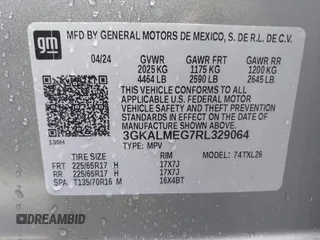 gm
MFD BY GENERAL MOTORS DE MEXICO, S. DE R.L. DE C.V.
04/24 GVWR GAWR FRT GAWR RR
2025 KG 1175 KG 1200 KG
4464 LB 2590 LB 2645 LB
THIS VEHICLE CONFORMS TO ALL
APPLICABLE U.S. FEDERAL MOTOR
VEHICLE SAFETY AND THEFT PREVENTION
STANDARDS IN EFFECT ON THE DATE OF
MANUFACTURE SHOWN ABOVE.
3GKALMEG7RL329064
TYPE: MPV
MODEL: 74TXL26
TIRE SIZE RIM
FRT 225/65R17 H 17X7J
RR 225/65R17 H 17X7J
SPA T135/70R16 M 16X4BT
AUTOBIDMASTER